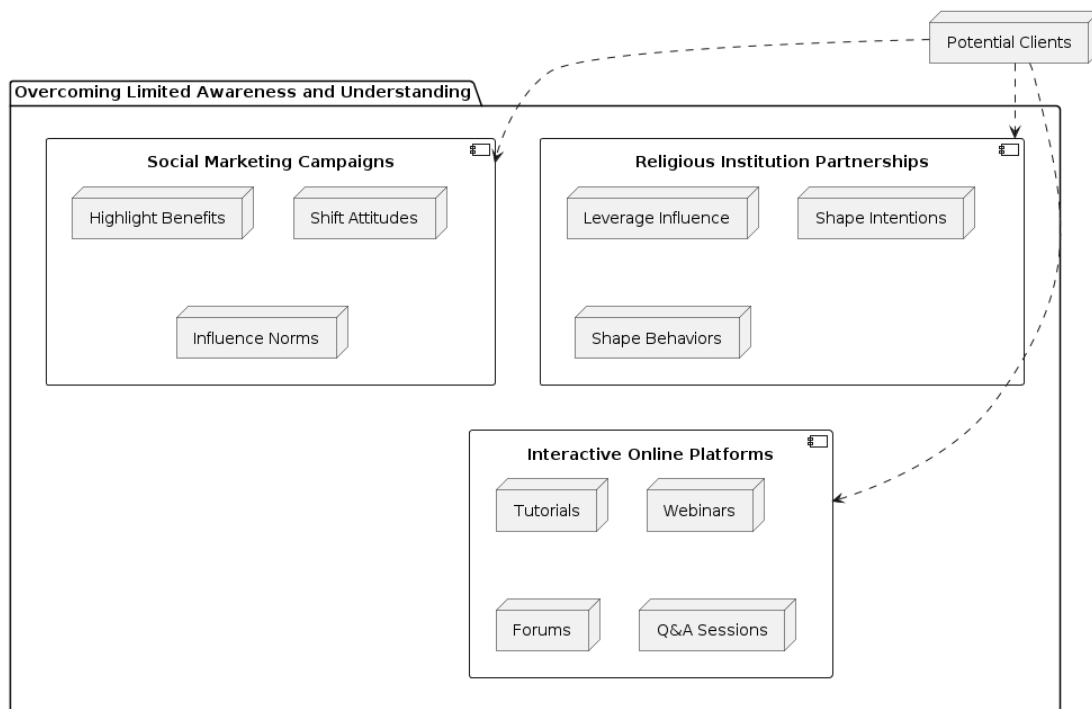 Potential Clients
Overcoming Limited Awareness and Understanding
Social Marketing Campaigns
Highlight Benefits
Shift Attitudes
Influence Norms
Religious Institution Partnerships
Leverage Influence
Shape Intentions
Shape Behaviors
Interactive Online Platforms
Tutorials
Webinars
Forums
Q&A Sessions